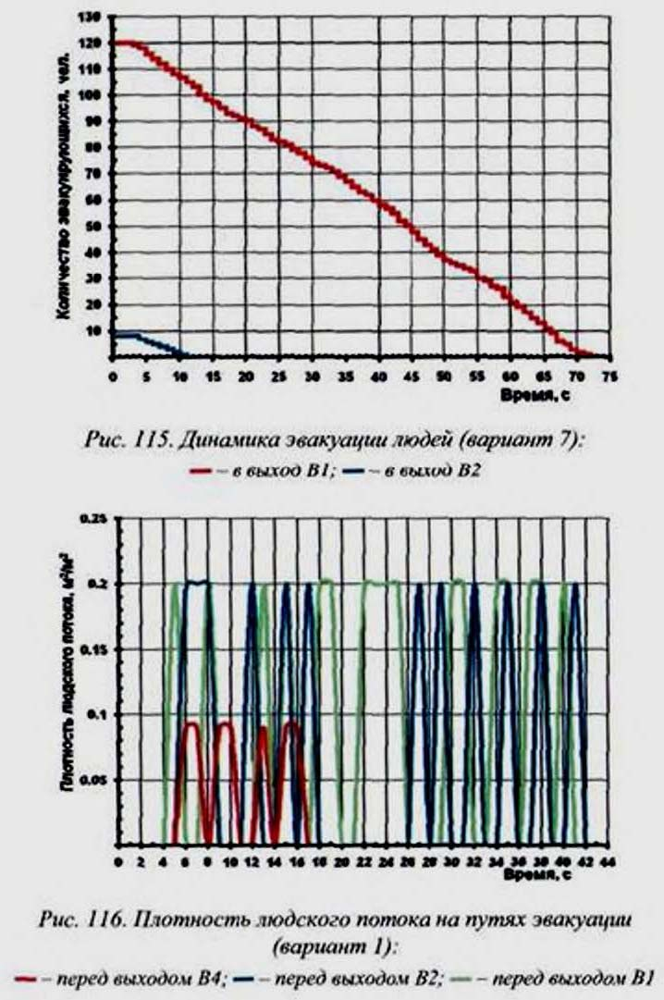 130
120
110
100
90
80
70
60
50
40
30
20
10
Количество эвакуирующихся, чел.
0 5 10 15 20 25 30 35 40 45 50 55 60 65 70 75
Время, с
Рис. 115. Динамика эвакуации людей (вариант 7):
– в выход В1; – в выход В2
0.25
0.2
0.15
0.1
0.05
Плотность людского потока, м²/м²
0 2 4 6 8 10 12 14 16 18 20 22 24 26 28 30 32 34 36 38 40 42 44
Время, с
Рис. 116. Плотность людского потока на путях эвакуации
(вариант 1):
– перед выходом В4; – перед выходом В2; – перед выходом В1